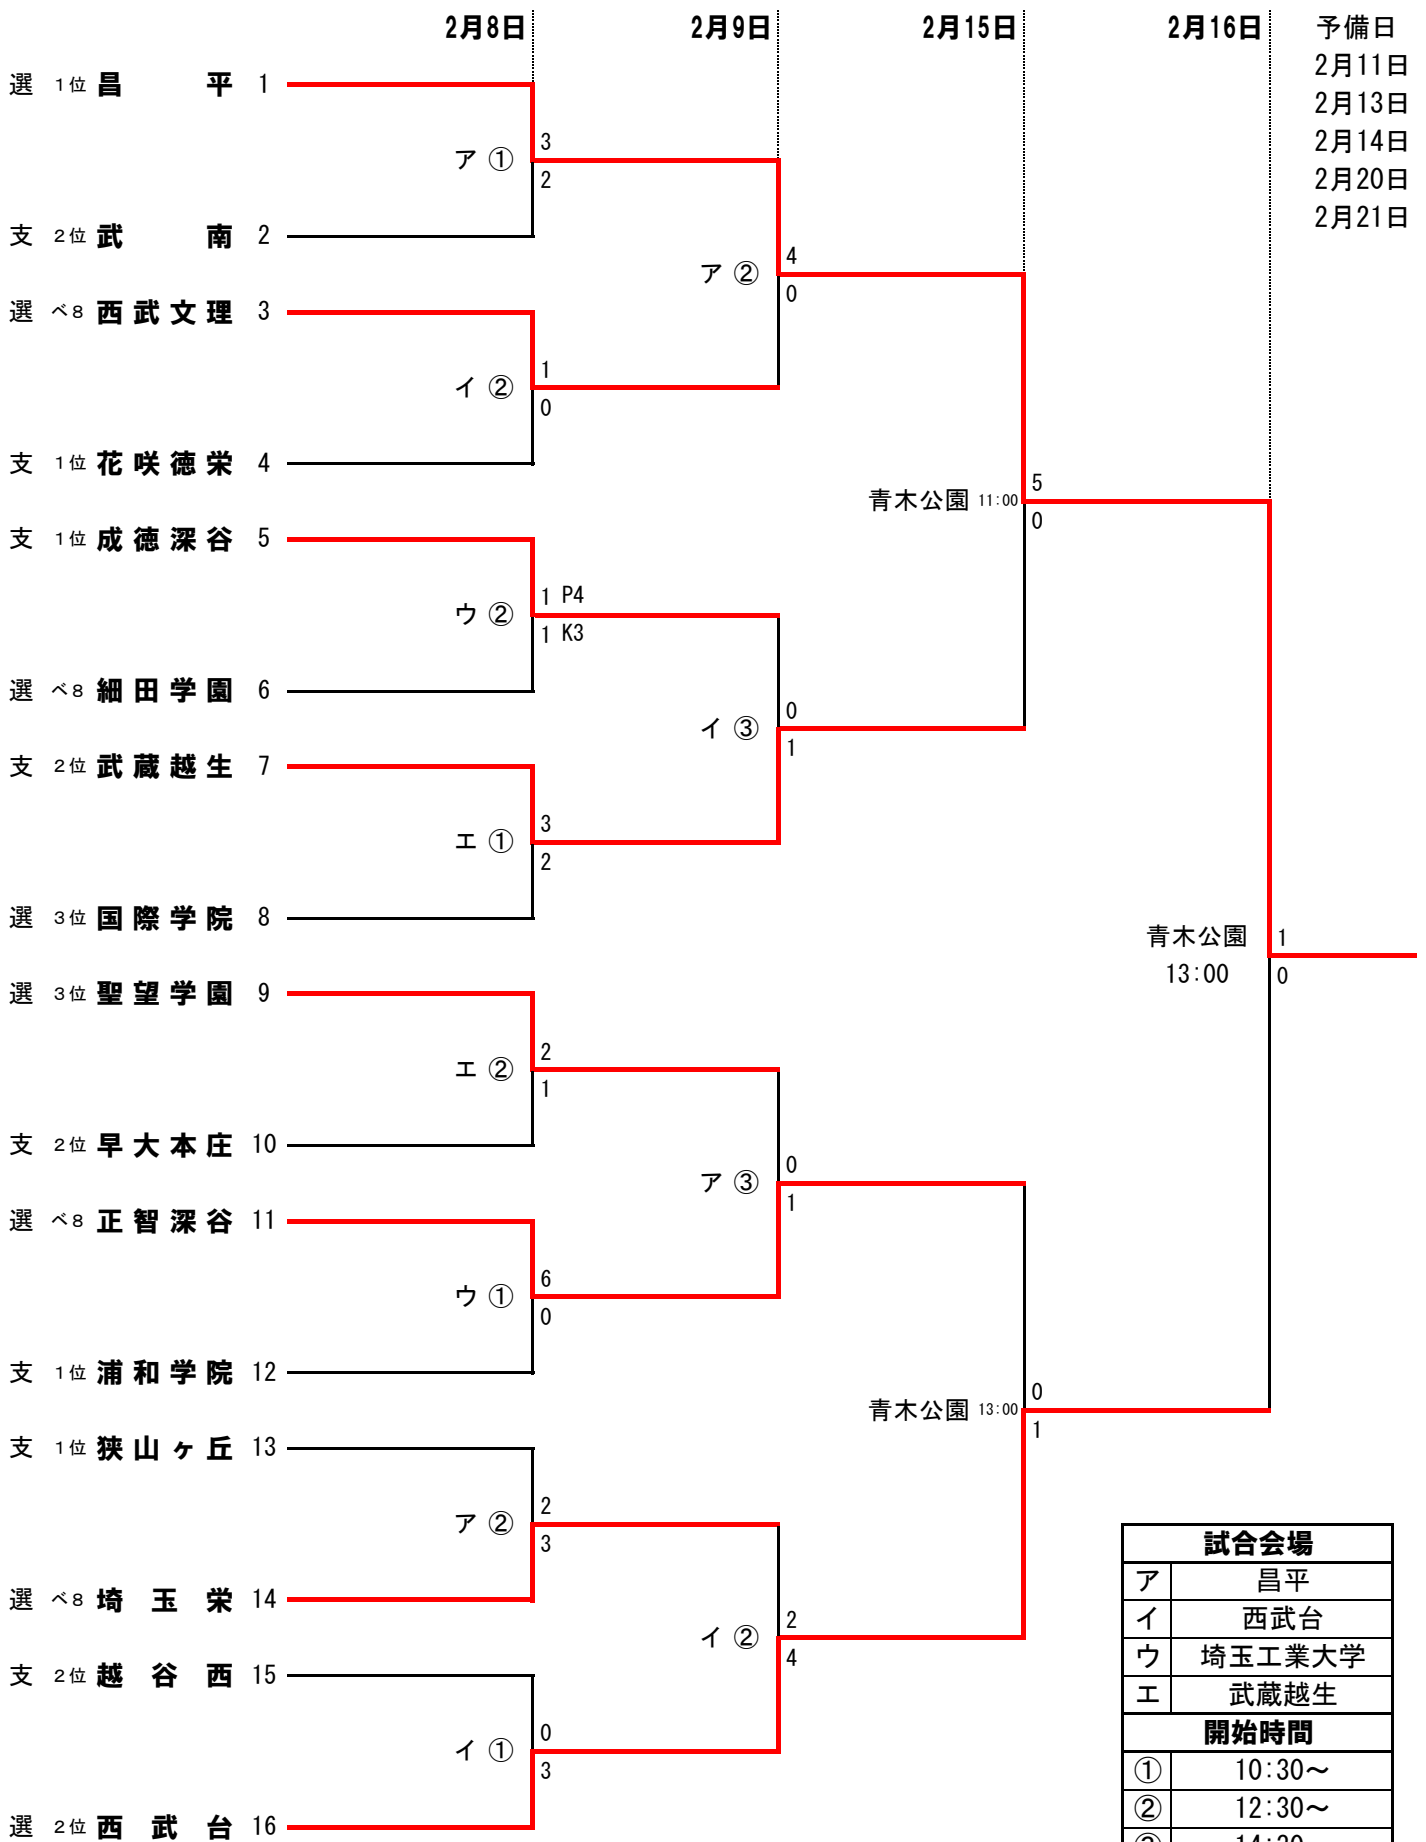 2月8日 2月9日 2月15日 2月16日 予備日
2月11日
選 1位 昌平 1
2月13日
3
ア ①
2月14日
2
2月20日
2月21日
支 2位 武南 2
4
ア ②
0
選 ベ8 西武文理 3
1
イ ②
0
支 1位 花咲徳栄 4
5
青木公園 11:00
0
支 1位 成徳深谷 5
1 P4
ウ ②
1 K3
選 ベ8 細田学園 6
0
イ ③
1
支 2位 武蔵越生 7
3
エ ①
2
選 3位 国際学院 8
青木公園 1
13:00 0
選 3位 聖望学園 9
2
エ ②
1
支 2位 早大本庄 10
0
ア ③
1
選 ベ8 正智深谷 11
6
ウ ①
0
支 1位 浦和学院 12
0
青木公園 13:00
1
支 1位 狭山ヶ丘 13
2
ア ②
3
選 ベ8 埼玉栄 14
2
イ ②
4
支 2位 越谷西 15
0
イ ①
3
選 2位 西武台 16
試合会場
ア 昌平
イ 西武台
ウ 埼玉工業大学
エ 武蔵越生
開始時間
① 10:30～
② 12:30～
③ 14:30～